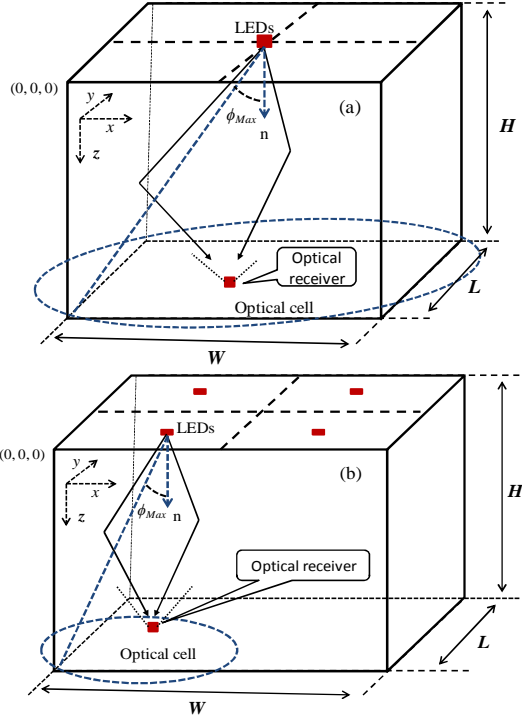 LEDs
(0, 0, 0)
y
x
z
ϕMax
n
(a)
H
Optical
receiver
Optical cell
L
W
LEDs
(0, 0, 0)
y
x
z
ϕMax
n
(b)
H
Optical receiver
Optical cell
L
W